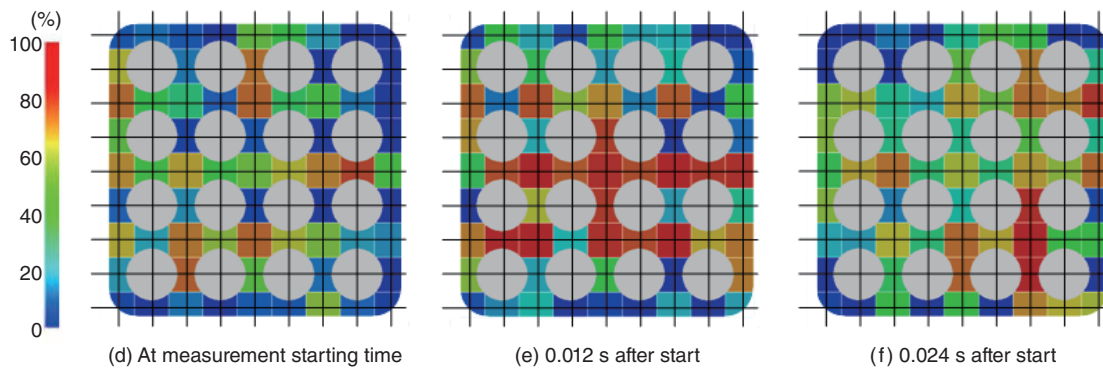 (%)
100
80
60
40
20
0
(d) At measurement starting time
(e) 0.012 s after start
(f) 0.024 s after start